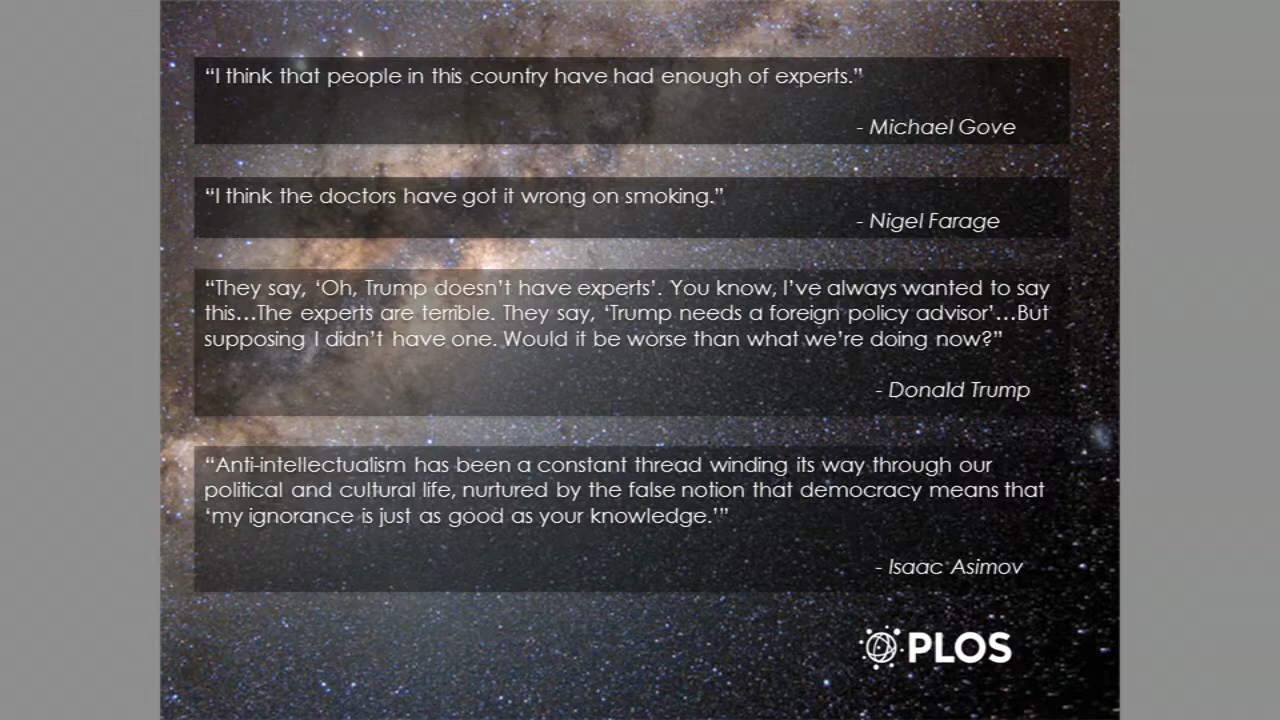 “I think that people in this country have had enough of experts.”
- Michael Gove
“I think the doctors have got it wrong on smoking.”
- Nigel Farage
“They say, ‘Oh, Trump doesn’t have experts’. You know, I’ve always wanted to say
this…The experts are terrible. They say, ‘Trump needs a foreign policy advisor’…But
supposing I didn’t have one. Would it be worse than what we’re doing now?”
- Donald Trump
“Anti-intellectualism has been a constant thread winding its way through our
political and cultural life, nurtured by the false notion that democracy means that
‘my ignorance is just as good as your knowledge.’”
- Isaac Asimov
PLOS